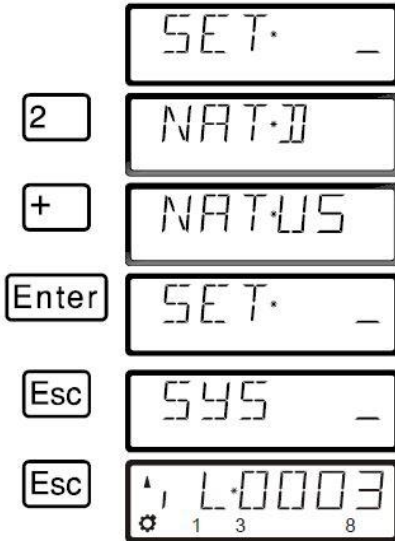 SET* _
2 NAT*D
+ NAT*US
Enter SET* _
Esc SYS _
Esc L*0003
1 3 8